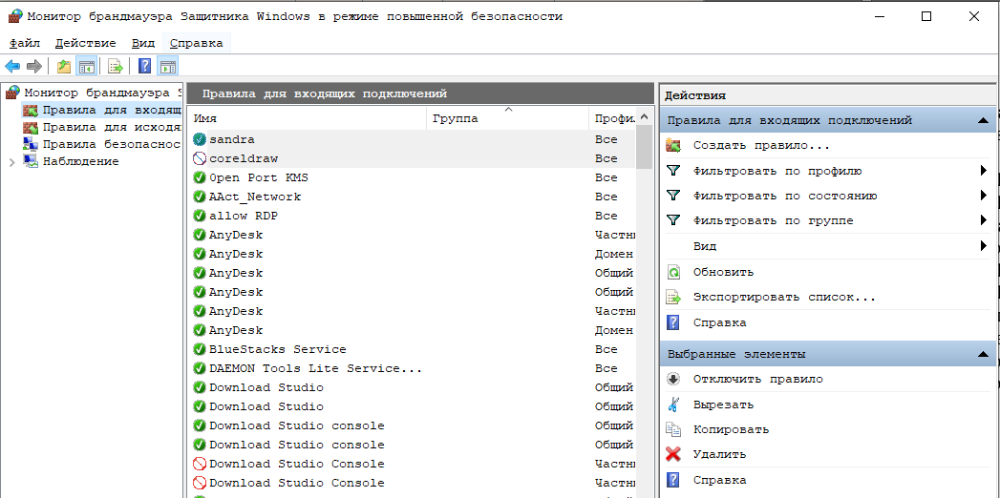 Монитор брандмауэра Защитника Windows в режиме повышенной безопасности
Файл Действие Вид Справка
Монитор брандмауэра
Правила для входящ
Правила для исходя
Правила безопаснос
Наблюдение
Правила для входящих подключений
Имя Группа Профил
sandra Все
coreldraw Все
Open Port KMS Все
AAct_Network Все
allow RDP Все
AnyDesk Частны
AnyDesk Домен
AnyDesk Общий
AnyDesk Общий
AnyDesk Частны
AnyDesk Домен
BlueStacks Service Все
DAEMON Tools Lite Service... Все
Download Studio Общий
Download Studio Общий
Download Studio console Общий
Download Studio console Общий
Download Studio Console Частны
Download Studio Console Частны
Действия
Правила для входящих подключений
Создать правило...
Фильтровать по профилю
Фильтровать по состоянию
Фильтровать по группе
Вид
Обновить
Экспортировать список...
Справка
Выбранные элементы
Отключить правило
Вырезать
Копировать
Удалить
Справка